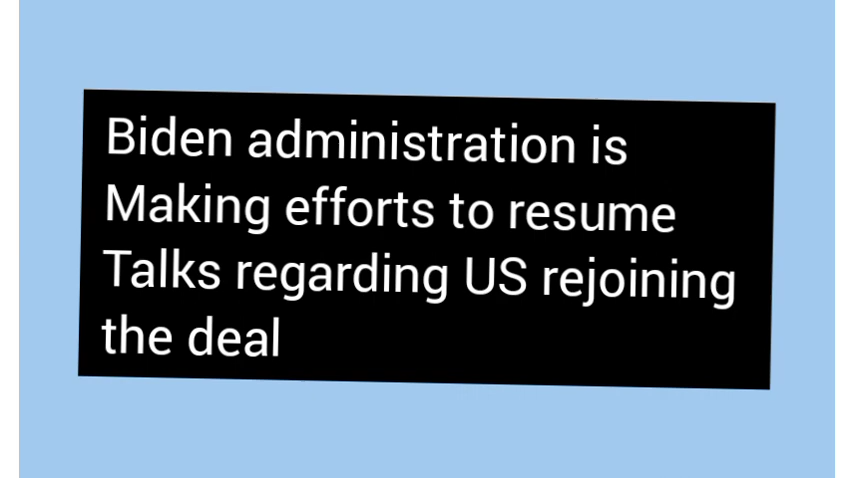 Biden administration is
Making efforts to resume
Talks regarding US rejoining
the deal